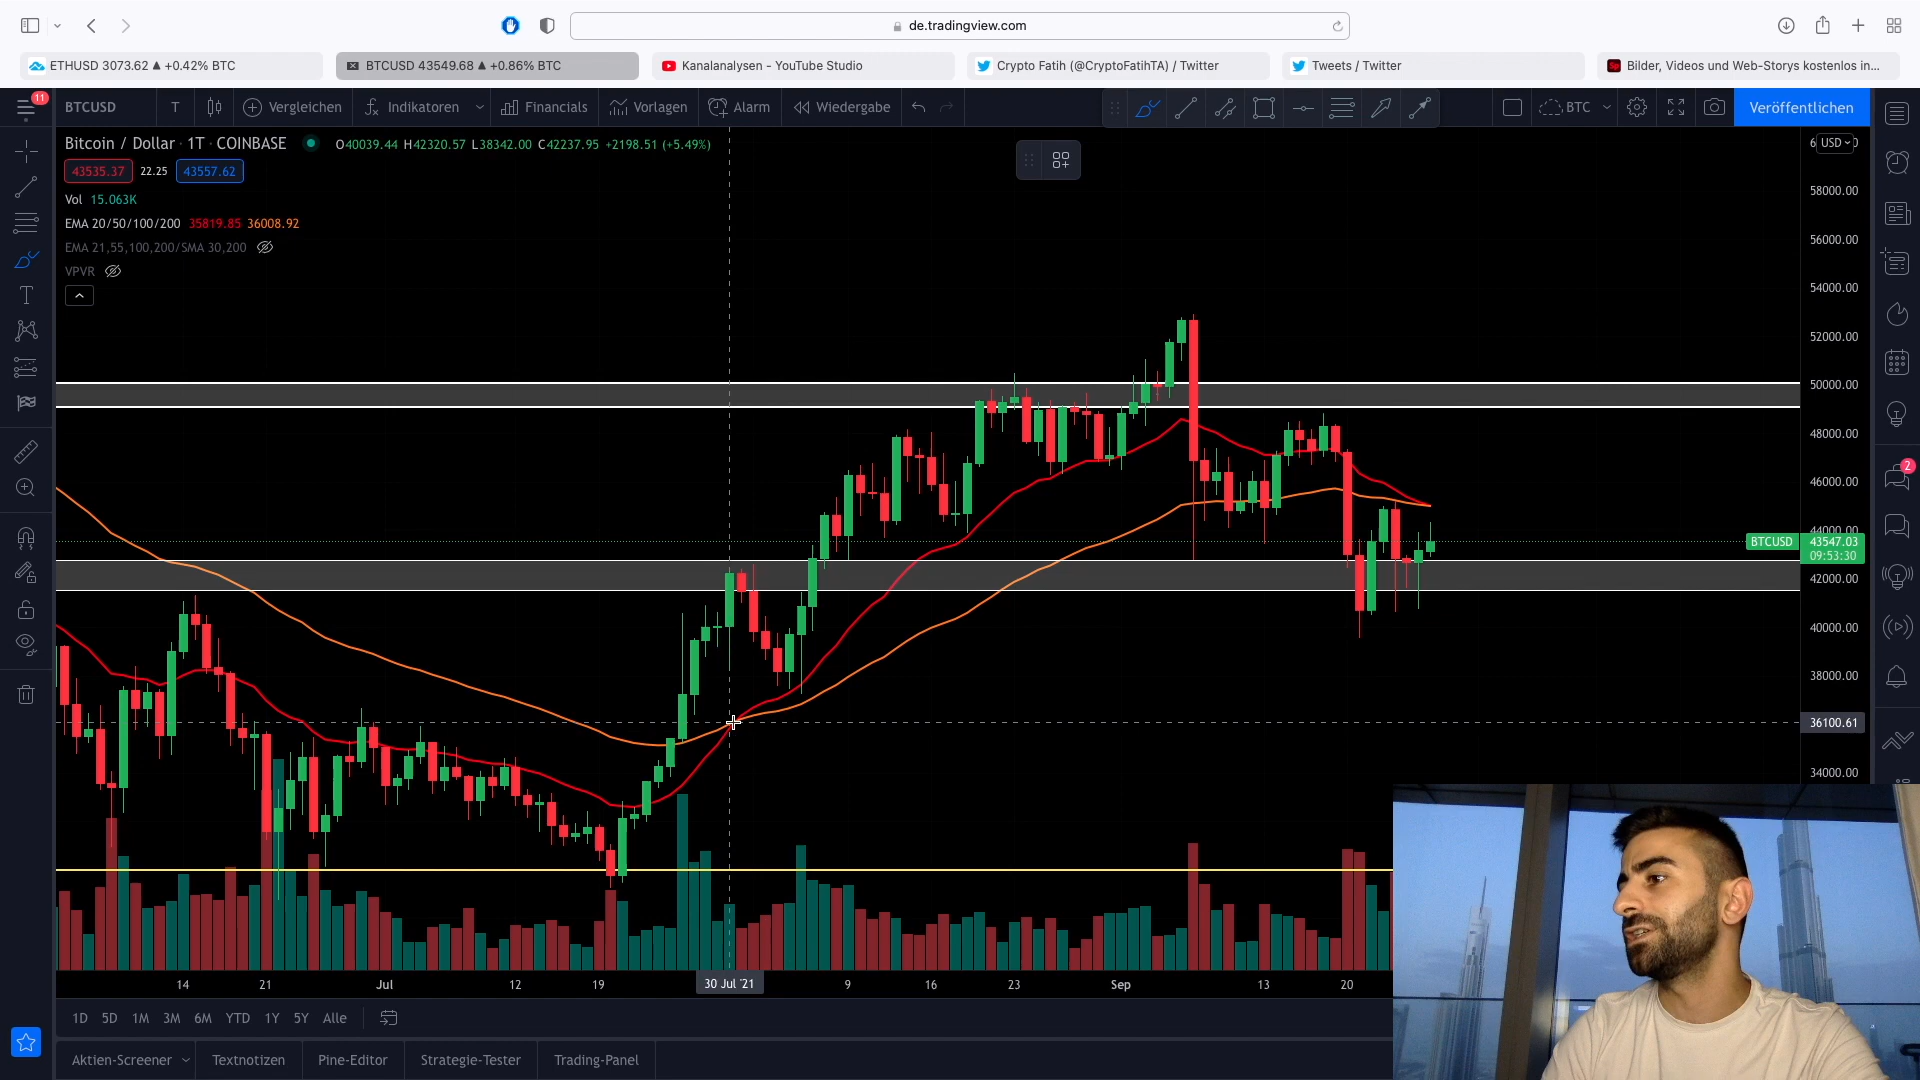 de.tradingview.com
ETHUSD 3073.62 ▲ +0.42% BTC
BTCUSD 43549.68 ▲ +0.86% BTC
Kanalanalysen - YouTube Studio
Crypto Fatih (@CryptoFatihTA) / Twitter
Tweets / Twitter
Bilder, Videos und Web-Storys kostenlos in...
11
BTCUSD
T
Vergleichen
Indikatoren
Financials
Vorlagen
Alarm
Wiedergabe
BTC
Veröffentlichen
Bitcoin / Dollar · 1T · COINBASE
O40039.44 H42320.57 L38342.00 C42237.95 +2198.51 (+5.49%)
USD
43535.37 22.25 43557.62
Vol 15.063K
EMA 20/50/100/200 35819.85 36008.92
EMA 21,55,100,200/SMA 30,200
VPVR
58000.00
56000.00
54000.00
52000.00
50000.00
48000.00
46000.00
44000.00
BTCUSD 43547.03
09:53:30
42000.00
40000.00
38000.00
36100.61
34000.00
2
14 21 Jul 12 19 30 Jul '21 9 16 23 Sep 13 20
1D 5D 1M 3M 6M YTD 1Y 5Y Alle
Aktien-Screener Textnotizen Pine-Editor Strategie-Tester Trading-Panel